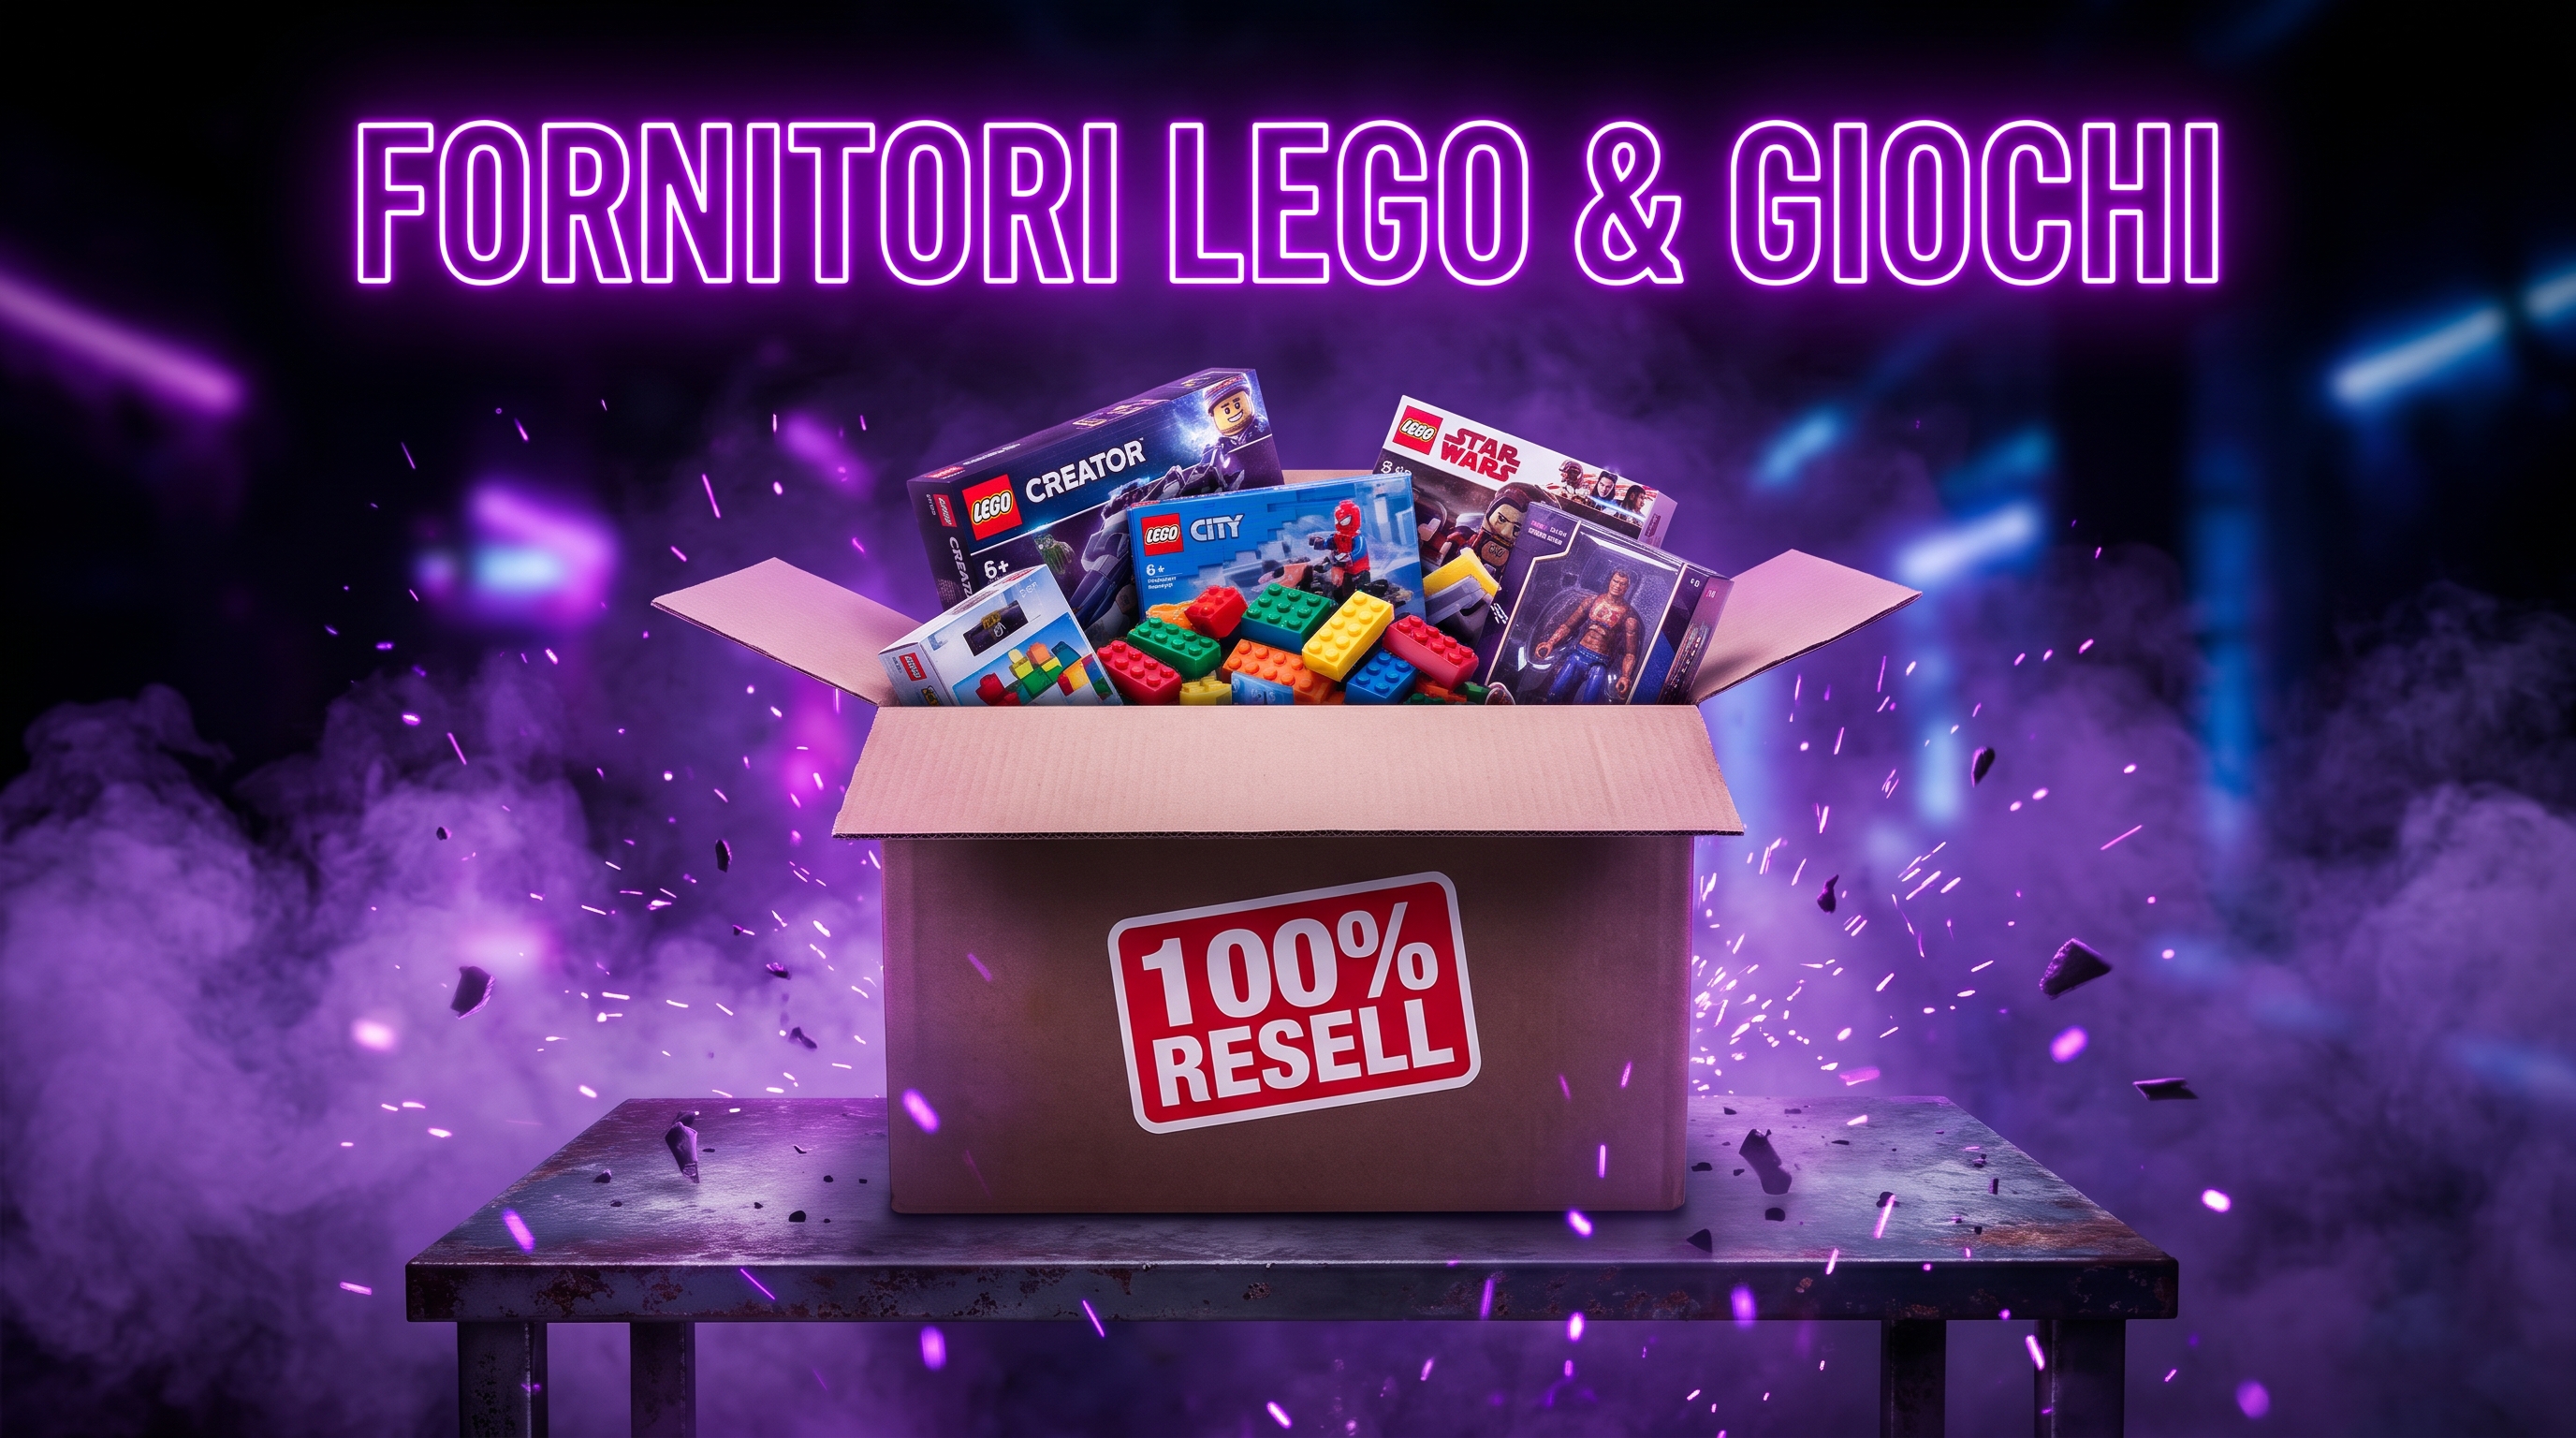 FORNITORI LEGO & GIOCHI
LEGO
CREATOR
6+
LEGO
STAR
WARS
LEGO
CITY
6+
100%
RESELL